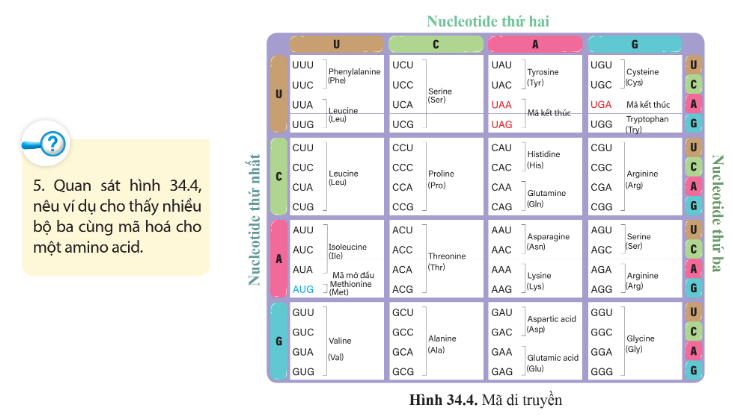 Nucleotide thứ hai
U C A G
Nucleotide thứ nhất
U
UUU
UUC
Phenylalanine
(Phe)
UUA
UUG
Leucine
(Leu)
UCU
UCC
UCA
UCG
Serine
(Ser)
UAU
UAC
Tyrosine
(Tyr)
UAA
UAG
Mã kết thúc
UGU
UGC
Cysteine
(Cys)
UGA Mã kết thúc
UGG Tryptophan
(Try)
U
C
A
G
C
CUU
CUC
CUA
CUG
Leucine
(Leu)
CCU
CCC
CCA
CCG
Proline
(Pro)
CAU
CAC
Histidine
(His)
CAA
CAG
Glutamine
(Gln)
CGU
CGC
CGA
CGG
Arginine
(Arg)
U
C
A
G
A
AUU
AUC
AUA
Isoleucine
(Ile)
AUG
Mã mở đầu
Methionine
(Met)
ACU
ACC
ACA
ACG
Threonine
(Thr)
AAU
AAC
Asparagine
(Asn)
AAA
AAG
Lysine
(Lys)
AGU
AGC
Serine
(Ser)
AGA
AGG
Arginine
(Arg)
U
C
A
G
G
GUU
GUC
GUA
GUG
Valine
(Val)
GCU
GCC
GCA
GCG
Alanine
(Ala)
GAU
GAC
Aspartic acid
(Asp)
GAA
GAG
Glutamic acid
(Glu)
GGU
GGC
GGA
GGG
Glycine
(Gly)
U
C
A
G
Nucleotide thứ ba
?
5. Quan sát hình 34.4,
nêu ví dụ cho thấy nhiều
bộ ba cùng mã hoá cho
một amino acid.
Hình 34.4. Mã di truyền